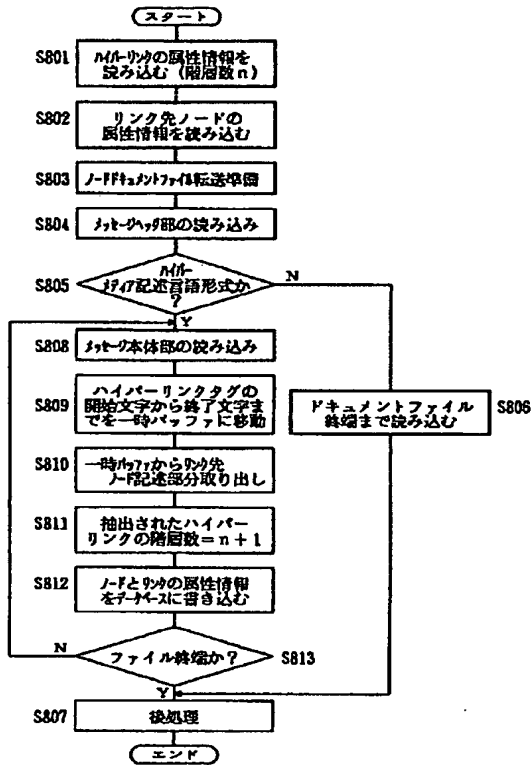 スタート
S801
ハイパーリンクの属性情報を
読み込む（階層数n）
S802
リンク先ノードの
属性情報を読み込む
S803
ノードドキュメントファイル転送準備
S804
メッセージヘッダ部の読み込み
S805
ハイパー
メディア記述言語形式か
?
N
Y
S808
メッセージ本体部の読み込み
S809
ハイパーリンクタグの
開始文字から終了文字ま
でを一時バッファに移動
ドキュメントファイル
終端まで読み込む
S806
S810
一時バッファからリンク先
ノード記述部分取り出し
S811
抽出されたハイパー
リンクの階層数=n+1
S812
ノードとリンクの属性情報
をデータベースに書き込む
N
ファイル終端か?
S813
Y
S807
後処理
エンド